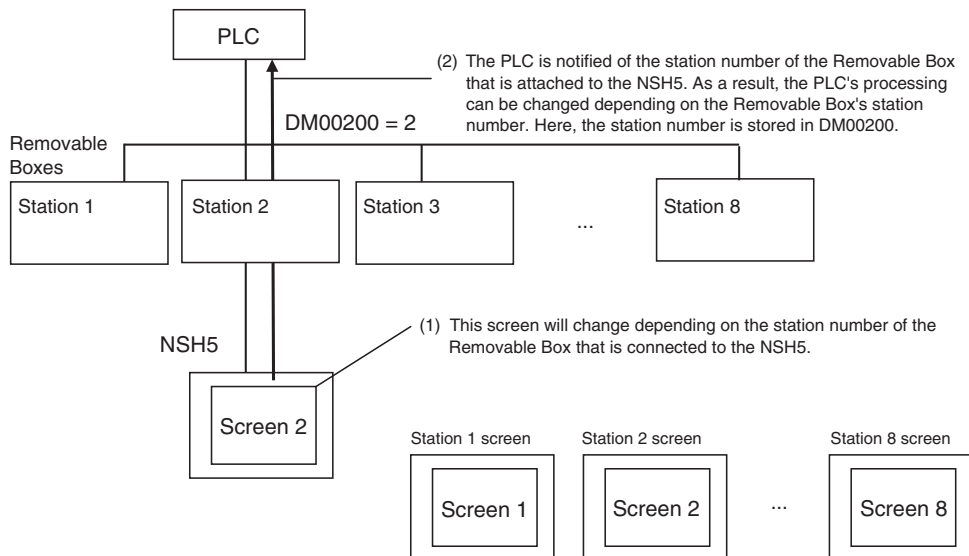 PLC
(2) The PLC is notified of the station number of the Removable Box
that is attached to the NSH5. As a result, the PLC's processing
can be changed depending on the Removable Box's station
number. Here, the station number is stored in DM00200.
DM00200 = 2
Removable
Boxes
Station 1
Station 2
Station 3
...
Station 8
(1) This screen will change depending on the station number of the
Removable Box that is connected to the NSH5.
NSH5
Screen 2
Station 1 screen
Station 2 screen
Station 8 screen
Screen 1
Screen 2
...
Screen 8